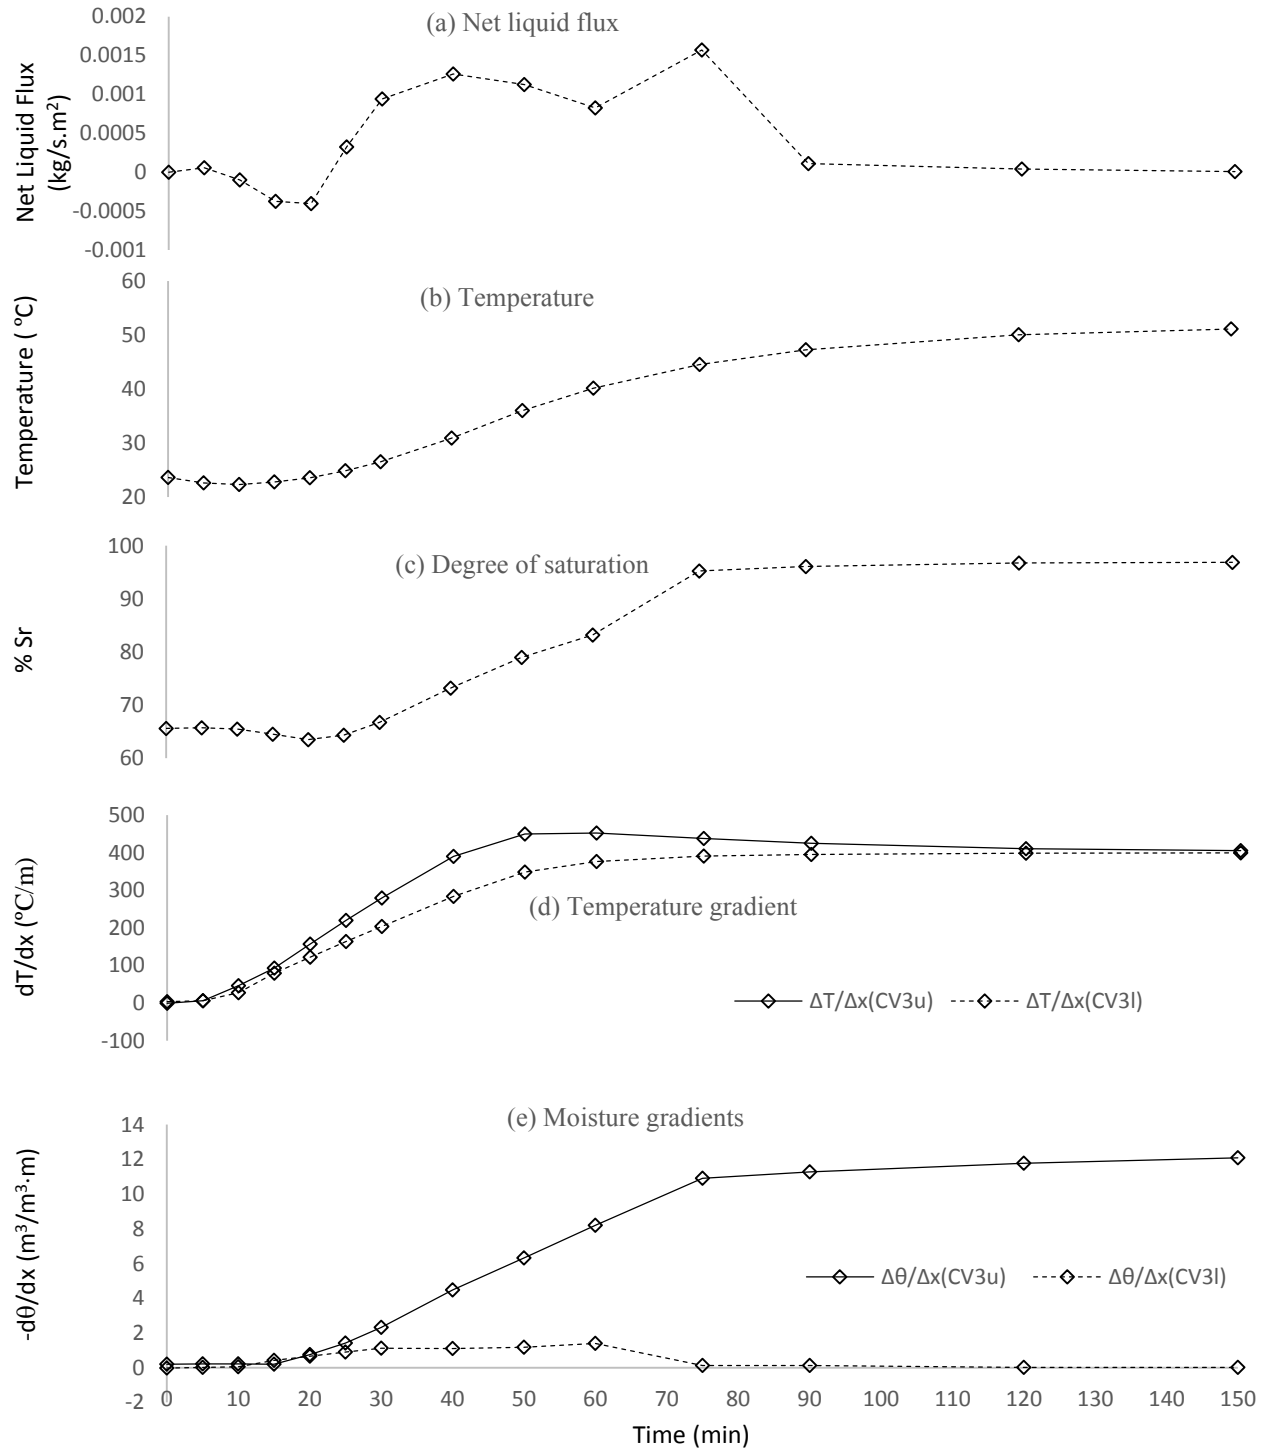 (a) Net liquid flux
Net Liquid Flux
(kg/s.m²)
0.002
0.0015
0.001
0.0005
0
-0.0005
-0.001
(b) Temperature
Temperature ( ºC)
60
50
40
30
20
(c) Degree of saturation
% Sr
100
90
80
70
60
(d) Temperature gradient
dT/dx (ºC/m)
500
400
300
200
100
0
-100
ΔT/Δx(CV3u) ΔT/Δx(CV3l)
(e) Moisture gradients
-dθ/dx (m³/m³·m)
14
12
10
8
6
4
2
0
-2
Δθ/Δx(CV3u) Δθ/Δx(CV3l)
0 10 20 30 40 50 60 70 80 90 100 110 120 130 140 150
Time (min)